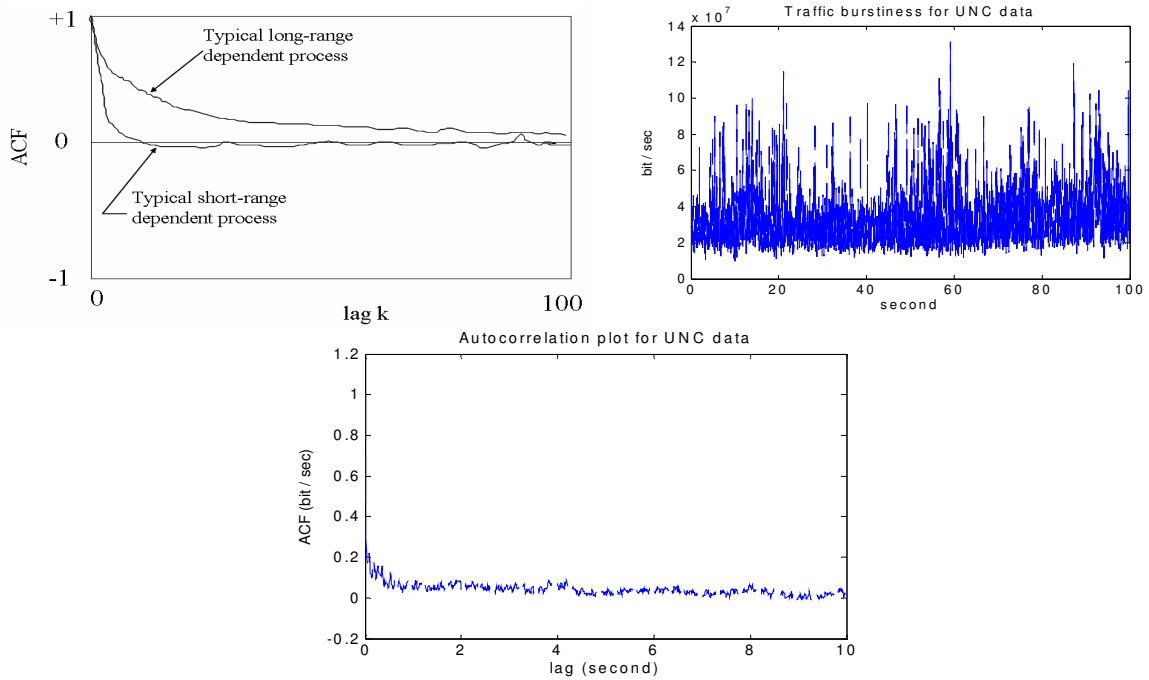 +1
Typical long-range
dependent process
ACF
0
Typical short-range
dependent process
-1
0
100
lag k
Traffic burstiness for UNC data
x 10^7
14
12
10
8
6
4
2
0
bit / sec
0 20 40 60 80 100
second
Autocorrelation plot for UNC data
1.2
1
0.8
0.6
0.4
0.2
0
-0.2
ACF (bit / sec)
0 2 4 6 8 10
lag (second)